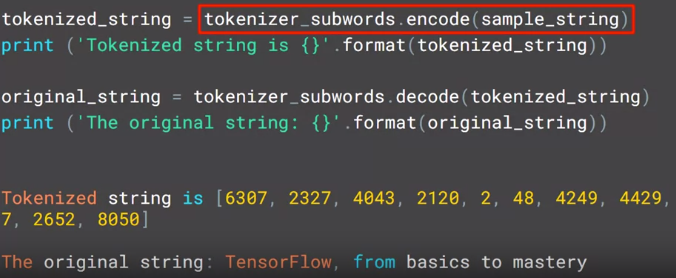 tokenized_string = tokenizer_subwords.encode(sample_string)
print ('Tokenized string is {}'.format(tokenized_string))
original_string = tokenizer_subwords.decode(tokenized_string)
print ('The original string: {}'.format(original_string))
Tokenized string is [6307, 2327, 4043, 2120, 2, 48, 4249, 4429,
7, 2652, 8050]
The original string: TensorFlow, from basics to mastery